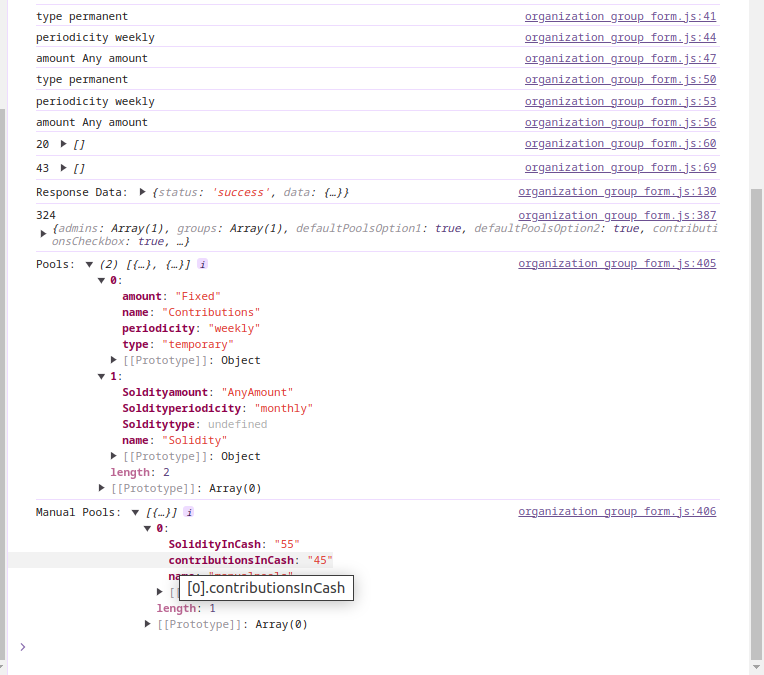 type permanent organization_group_form.js:41
periodicity weekly organization_group_form.js:44
amount Any amount organization_group_form.js:47
type permanent organization_group_form.js:50
periodicity weekly organization_group_form.js:53
amount Any amount organization_group_form.js:56
20 ▶ [] organization_group_form.js:60
43 ▶ [] organization_group_form.js:69
Response Data: ▶ {status: 'success', data: {…}} organization_group_form.js:130
324 organization_group_form.js:387
▶ {admins: Array(1), groups: Array(1), defaultPoolsOption1: true, defaultPoolsOption2: true, contributi
onsCheckbox: true, …}
Pools: ▼ (2) [{…}, {…}] i organization_group_form.js:405
▼ 0:
amount: "Fixed"
name: "Contributions"
periodicity: "weekly"
type: "temporary"
▶ [[Prototype]]: Object
▼ 1:
Soldityamount: "AnyAmount"
Soldityperiodicity: "monthly"
Solditytype: undefined
name: "Solidity"
▶ [[Prototype]]: Object
length: 2
▶ [[Prototype]]: Array(0)
Manual Pools: ▼ [{…}] i organization_group_form.js:406
▼ 0:
SolidityInCash: "55"
contributionsInCash: "45"
[0].contributionsInCash
length: 1
▶ [[Prototype]]: Array(0)
>